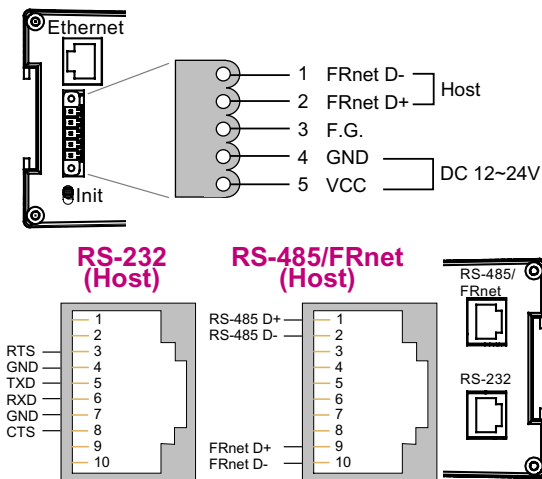 Ethernet
Init
1 FRnet D-
2 FRnet D+
Host
3 F.G.
4 GND
5 VCC
DC 12~24V
RS-232
(Host)
RTS
GND
TXD
RXD
GND
CTS
1
2
3
4
5
6
7
8
9
10
RS-485/FRnet
(Host)
RS-485 D+
RS-485 D-
FRnet D+
FRnet D-
1
2
3
4
5
6
7
8
9
10
RS-485/
FRnet
RS-232